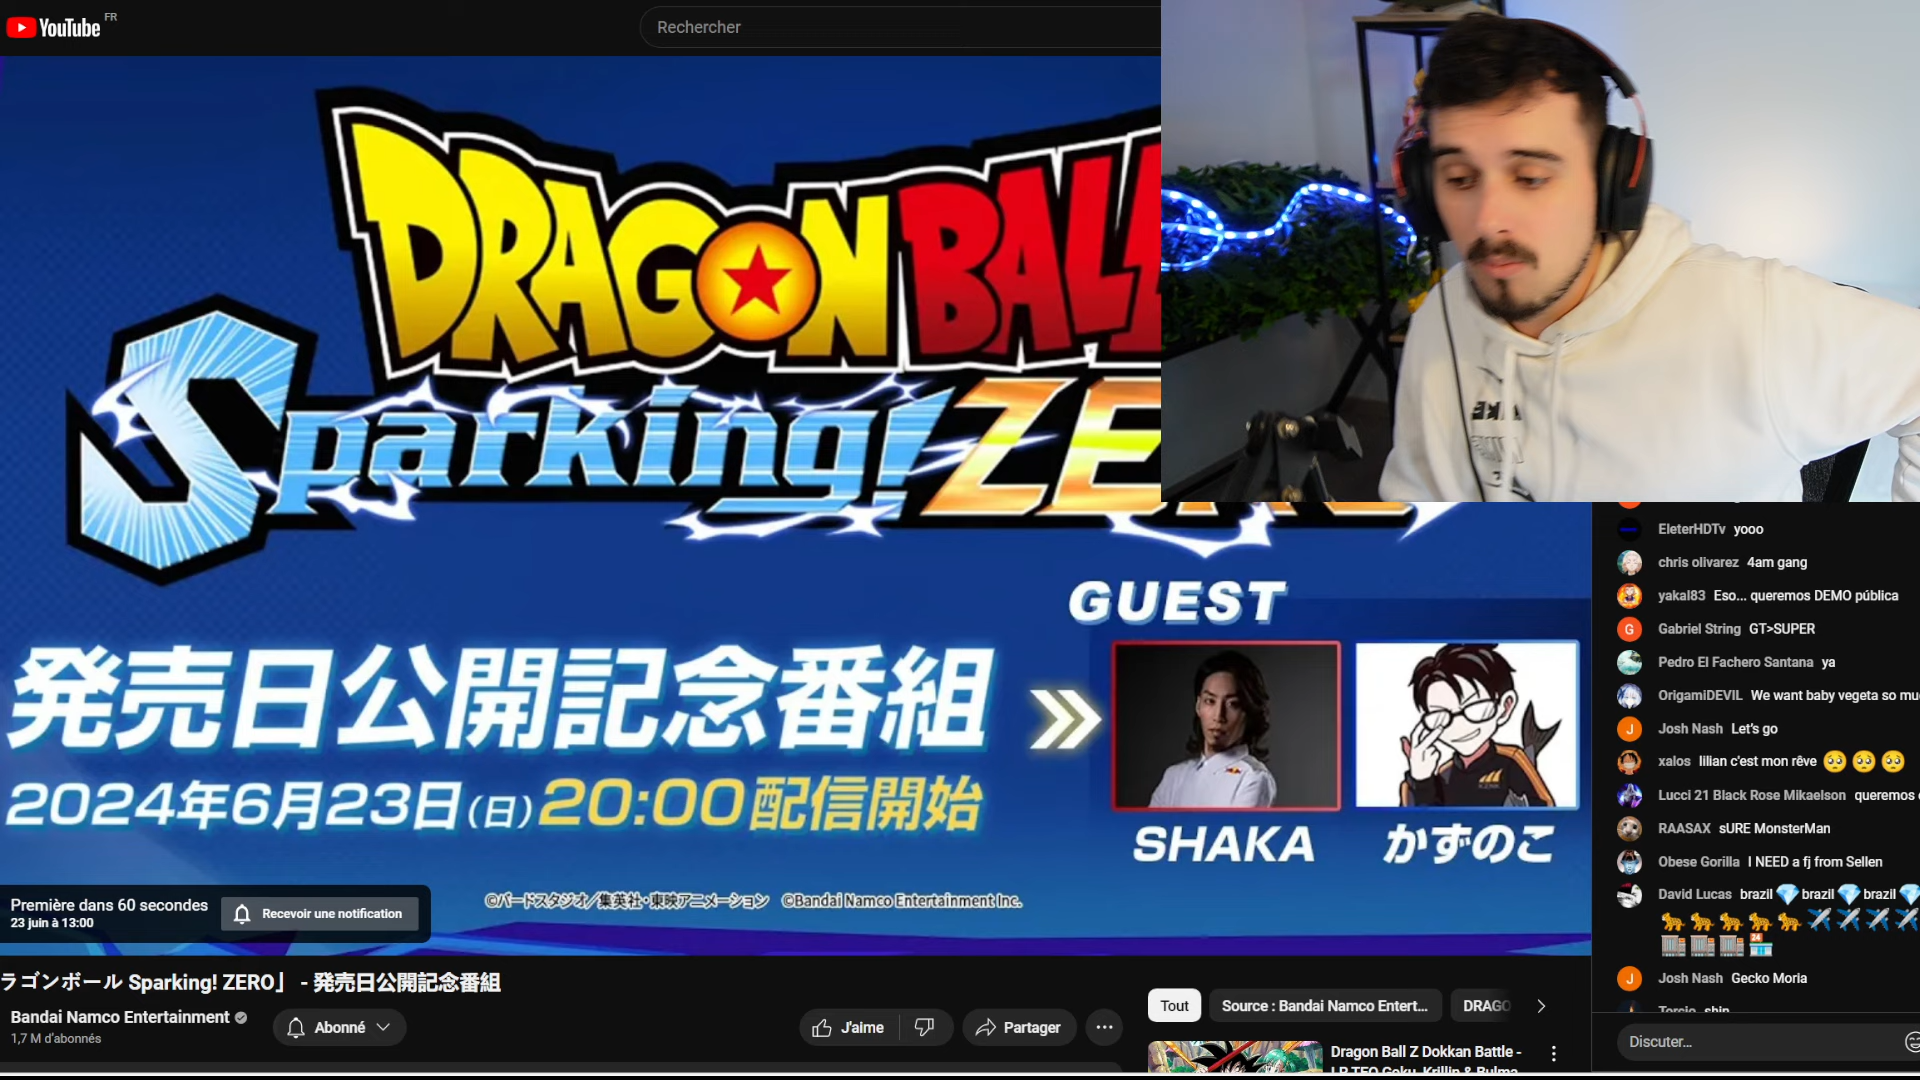 YouTube FR
Rechercher
DRAGON BALL
Sparking! ZERO
GUEST
発売日公開記念番組
2024年6月23日(日)20:00配信開始
SHAKA
かずのこ
©バードスタジオ/集英社・東映アニメーション ©Bandai Namco Entertainment Inc.
Première dans 60 secondes
23 juin à 13:00
Recevoir une notification
ラゴンボール Sparking! ZERO」 - 発売日公開記念番組
Bandai Namco Entertainment
1,7 M d'abonnés
Abonné
J'aime
Partager
Tout
Source : Bandai Namco Entert...
DRAGO
Dragon Ball Z Dokkan Battle -
LR TEQ Goku, Krillin & Bulma
EleterHDTv yooo
chris olivarez 4am gang
yakal83 Eso... queremos DEMO pública
G
Gabriel String GT>SUPER
Pedro El Fachero Santana ya
OrigamiDEVIL We want baby vegeta so mu
J
Josh Nash Let's go
xalos lilian c'est mon rêve 🥺🥺🥺
Lucci 21 Black Rose Mikaelson queremos
RAASAX sURE MonsterMan
Obese Gorilla I NEED a fj from Sellen
David Lucas brazil💎brazil💎brazil💎
🐆🐆🐆🐆🐆✈️✈️✈️✈️
🏬🏬🏬🏪
J
Josh Nash Gecko Moria
Discuter...